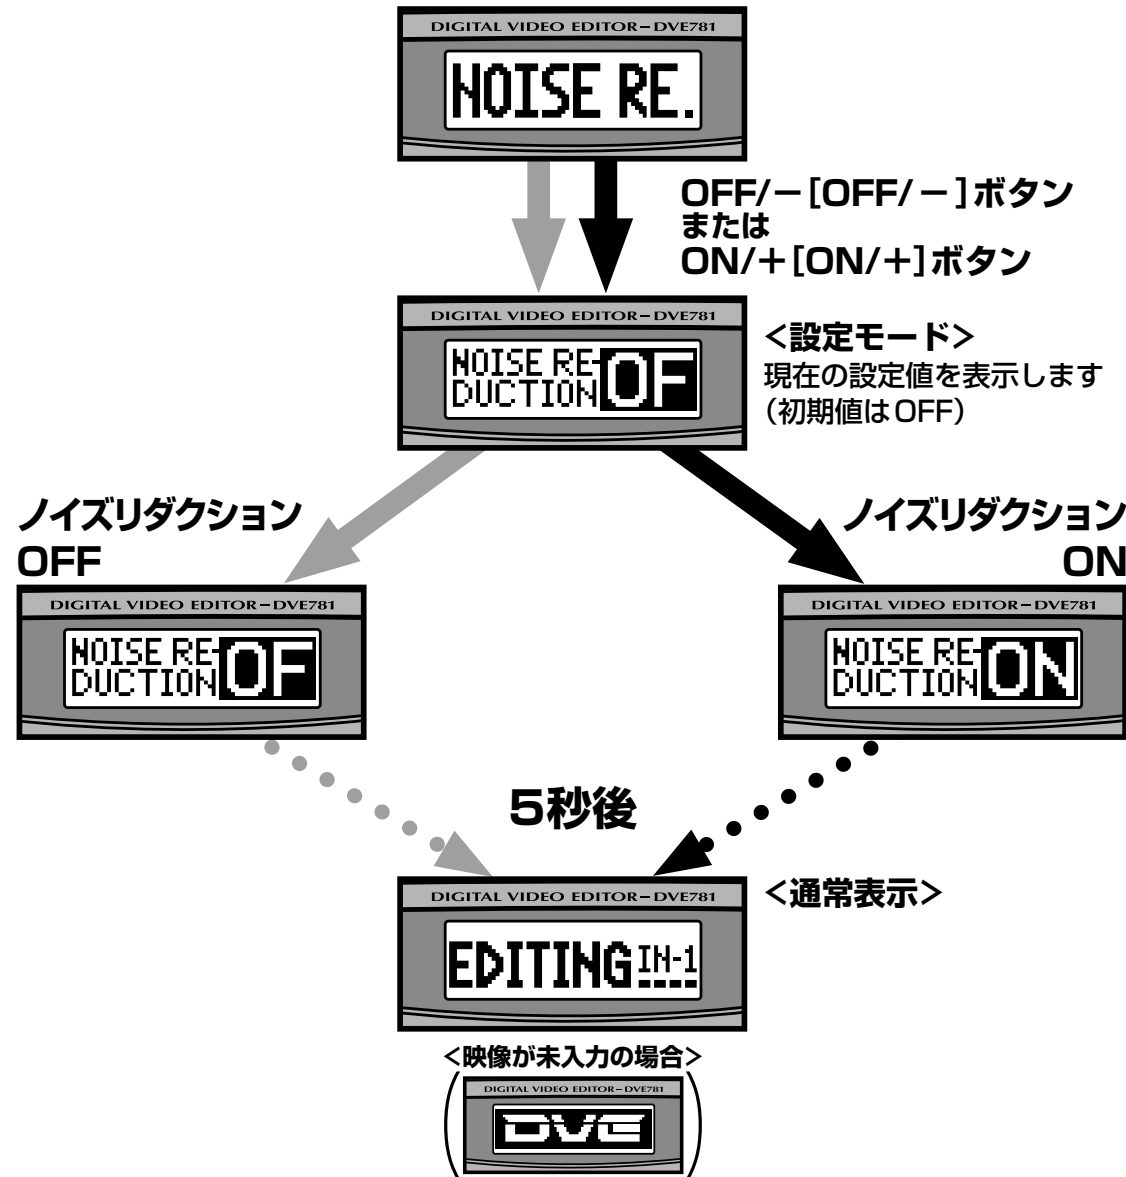 DIGITAL VIDEO EDITOR−DVE781
NOISE RE.
OFF/−[OFF/−]ボタン
または
ON/+[ON/+]ボタン
DIGITAL VIDEO EDITOR−DVE781
NOISE RE-
DUCTION OF
<設定モード>
現在の設定値を表示します
(初期値はOFF)
ノイズリダクション
OFF
ノイズリダクション
ON
DIGITAL VIDEO EDITOR−DVE781
NOISE RE-
DUCTION OF
DIGITAL VIDEO EDITOR−DVE781
NOISE RE-
DUCTION ON
5秒後
DIGITAL VIDEO EDITOR−DVE781
EDITING IN-1
<通常表示>
<映像が未入力の場合>
DIGITAL VIDEO EDITOR−DVE781
DVE